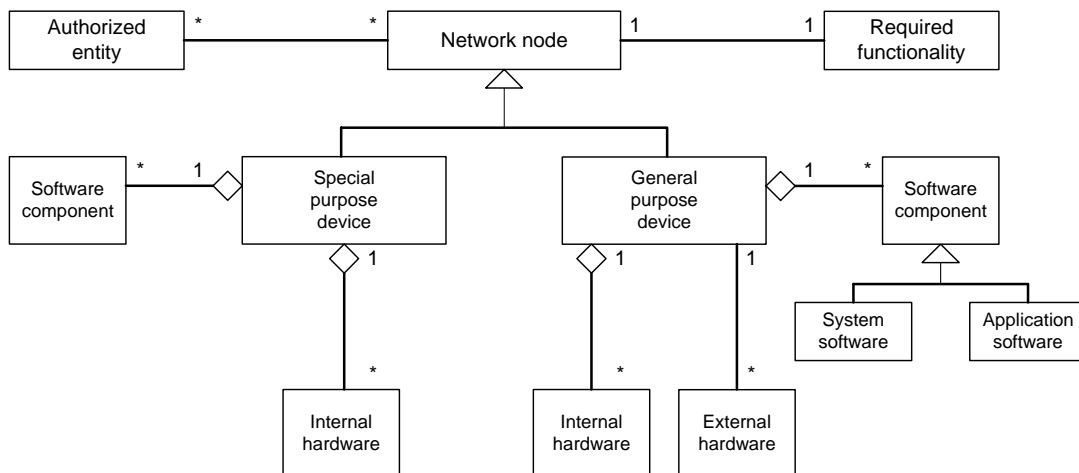 Authorized
entity
*
*
Network node
1
1
Required
functionality
Software
component
*
1
Special
purpose
device
General
purpose
device
1
*
Software
component
1
1
1
System
software
Application
software
*
*
*
Internal
hardware
Internal
hardware
External
hardware